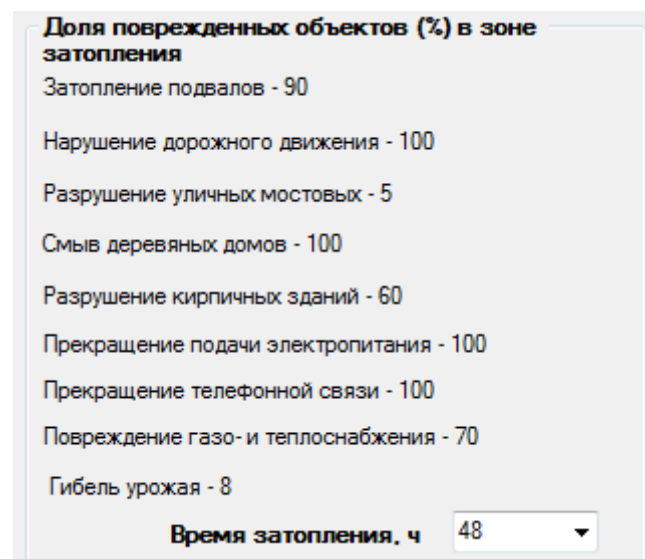 Доля поврежденных объектов (%) в зоне
затопления
Затопление подвалов - 90
Нарушение дорожного движения - 100
Разрушение уличных мостовых - 5
Смыв деревяных домов - 100
Разрушение кирпичных зданий - 60
Прекращение подачи электропитания - 100
Прекращение телефонной связи - 100
Повреждение газо- и теплоснабжения - 70
Гибель урожая - 8
Время затопления, ч 48